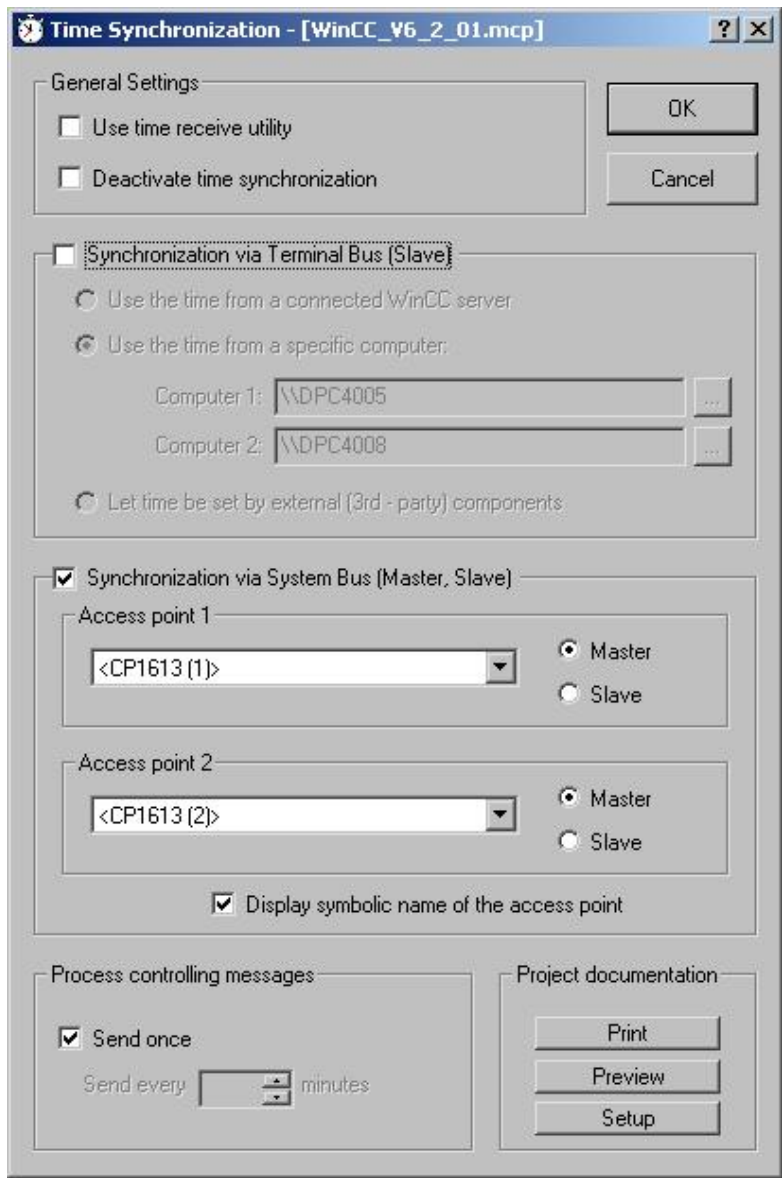 Time Synchronization - [WinCC_V6_2_01.mcp]
General Settings
Use time receive utility
Deactivate time synchronization
OK
Cancel
Synchronization via Terminal Bus (Slave)
Use the time from a connected WinCC server
Use the time from a specific computer:
Computer 1: \\DPC4005 ...
Computer 2: \\DPC4008 ...
Let time be set by external (3rd - party) components
Synchronization via System Bus (Master, Slave)
Access point 1
<CP1613 (1)>
Master
Slave
Access point 2
<CP1613 (2)>
Master
Slave
Display symbolic name of the access point
Process controlling messages
Send once
Send every minutes
Project documentation
Print
Preview
Setup